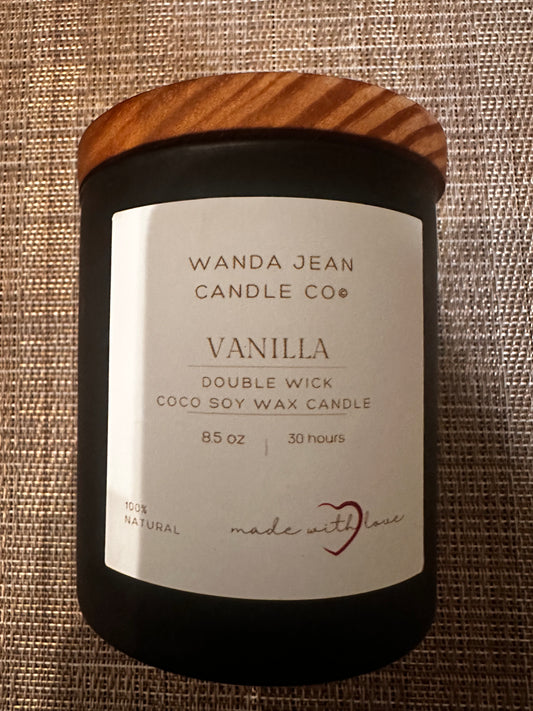 WANDA JEAN
CANDLE CO©
VANILLA
DOUBLE WICK
COCO SOY WAX CANDLE
8.5 oz | 30 hours
100%
NATURAL
made with love